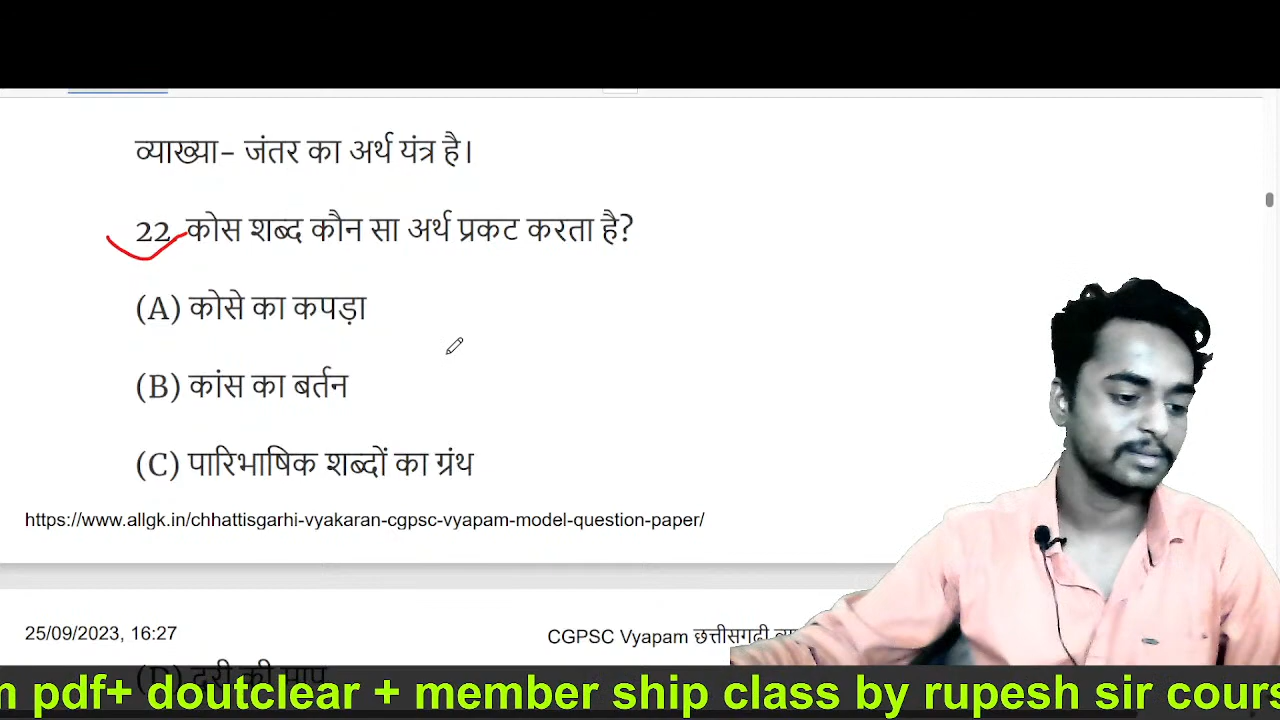 व्याख्या- जंतर का अर्थ यंत्र है।
22. कोस शब्द कौन सा अर्थ प्रकट करता है?
(A) कोसे का कपड़ा
(B) कांस का बर्तन
(C) पारिभाषिक शब्दों का ग्रंथ
https://www.allgk.in/chhattisgarhi-vyakaran-cgpsc-vyapam-model-question-paper/
25/09/2023, 16:27 CGPSC Vyapam छत्तीसगढ़ी
(D) दूरी की माप
pdf+ doutclear + member ship class by rupesh sir